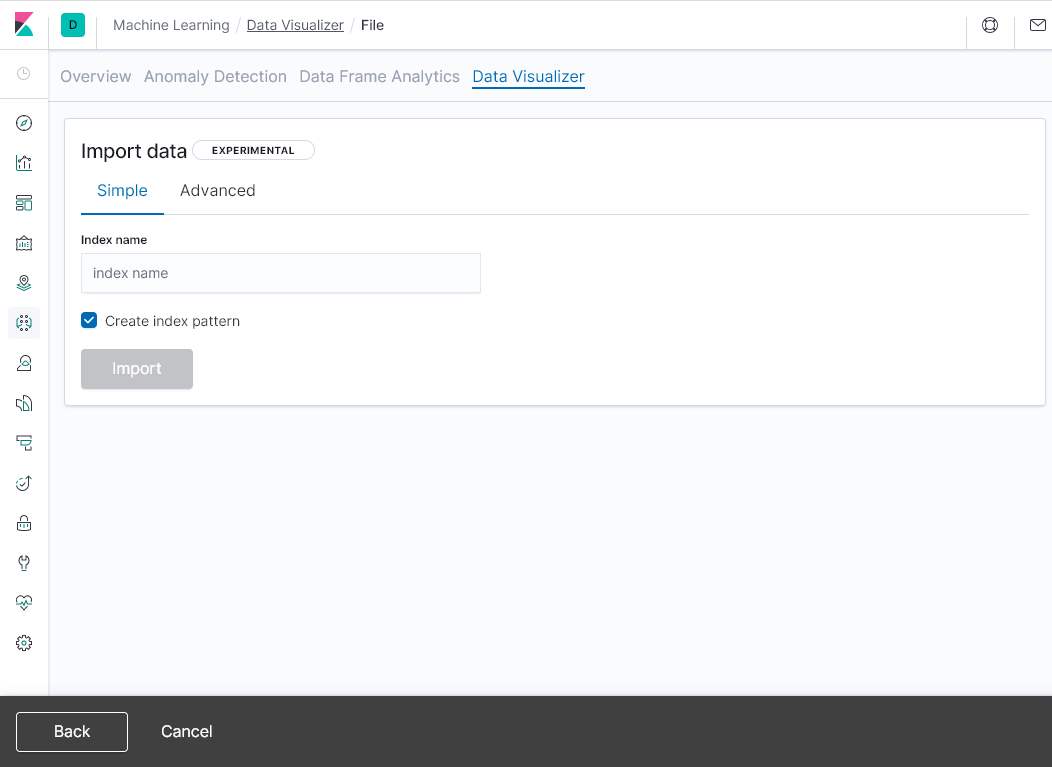 D Machine Learning / Data Visualizer / File
Overview Anomaly Detection Data Frame Analytics Data Visualizer
Import data EXPERIMENTAL
Simple Advanced
Index name
index name
Create index pattern
Import
Back Cancel